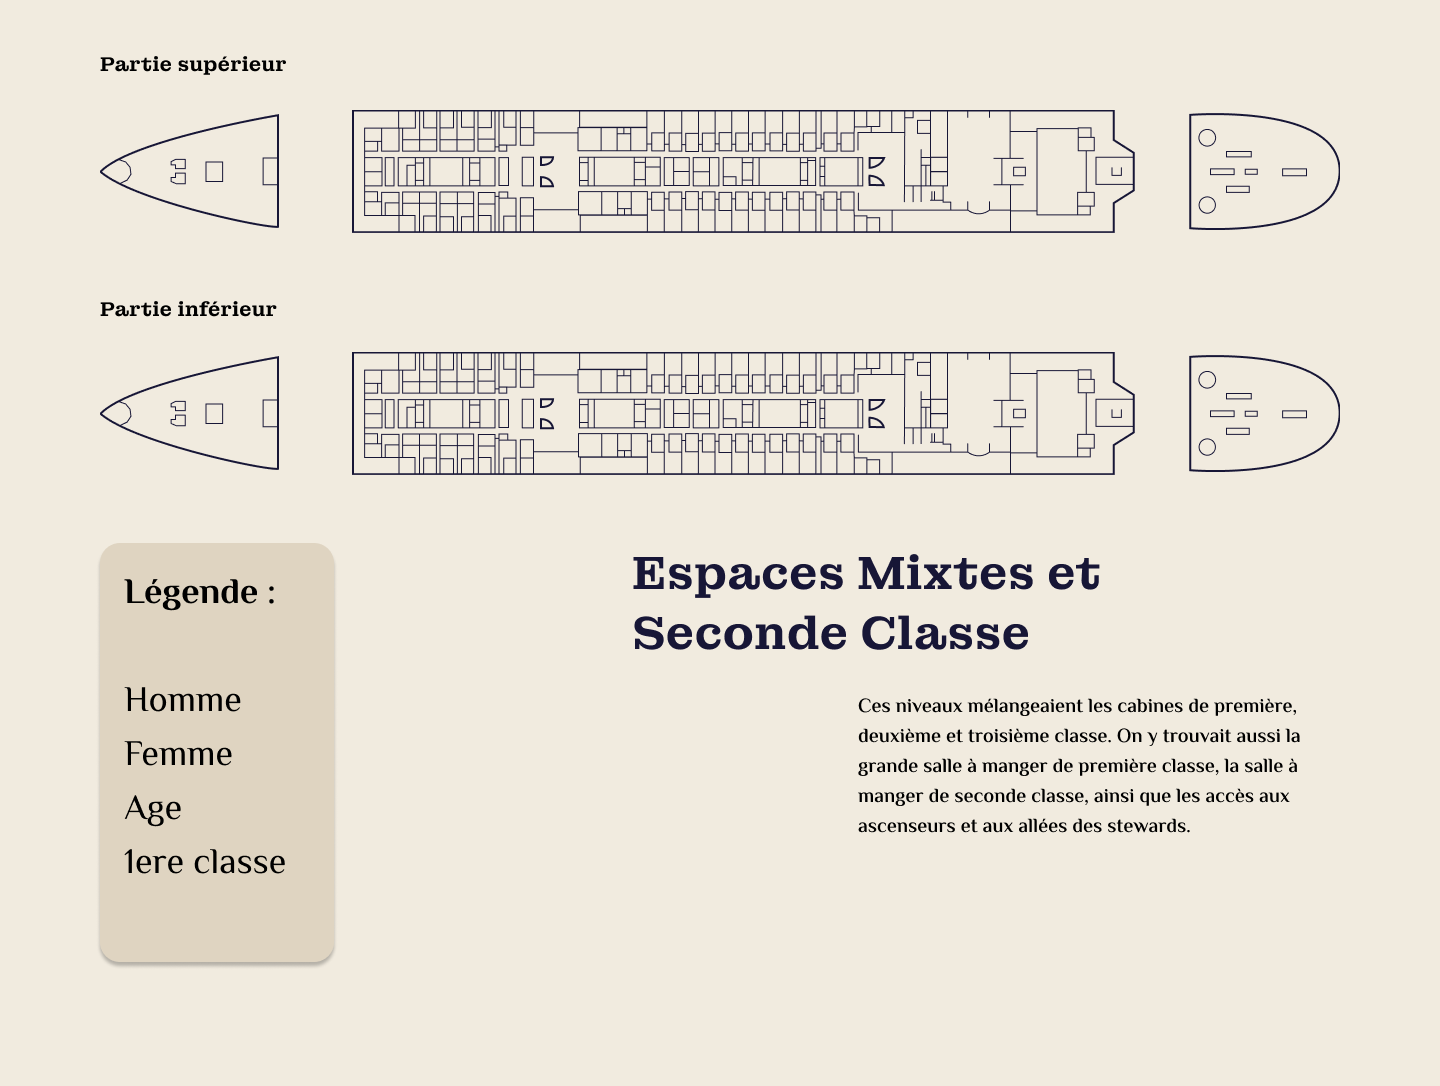 Partie supérieur
Partie inférieur
Légende :
Homme
Femme
Age
1ere classe
Espaces Mixtes et
Seconde Classe
Ces niveaux mélangeaient les cabines de première,
deuxième et troisième classe. On y trouvait aussi la
grande salle à manger de première classe, la salle à
manger de seconde classe, ainsi que les accès aux
ascenseurs et aux allées des stewards.